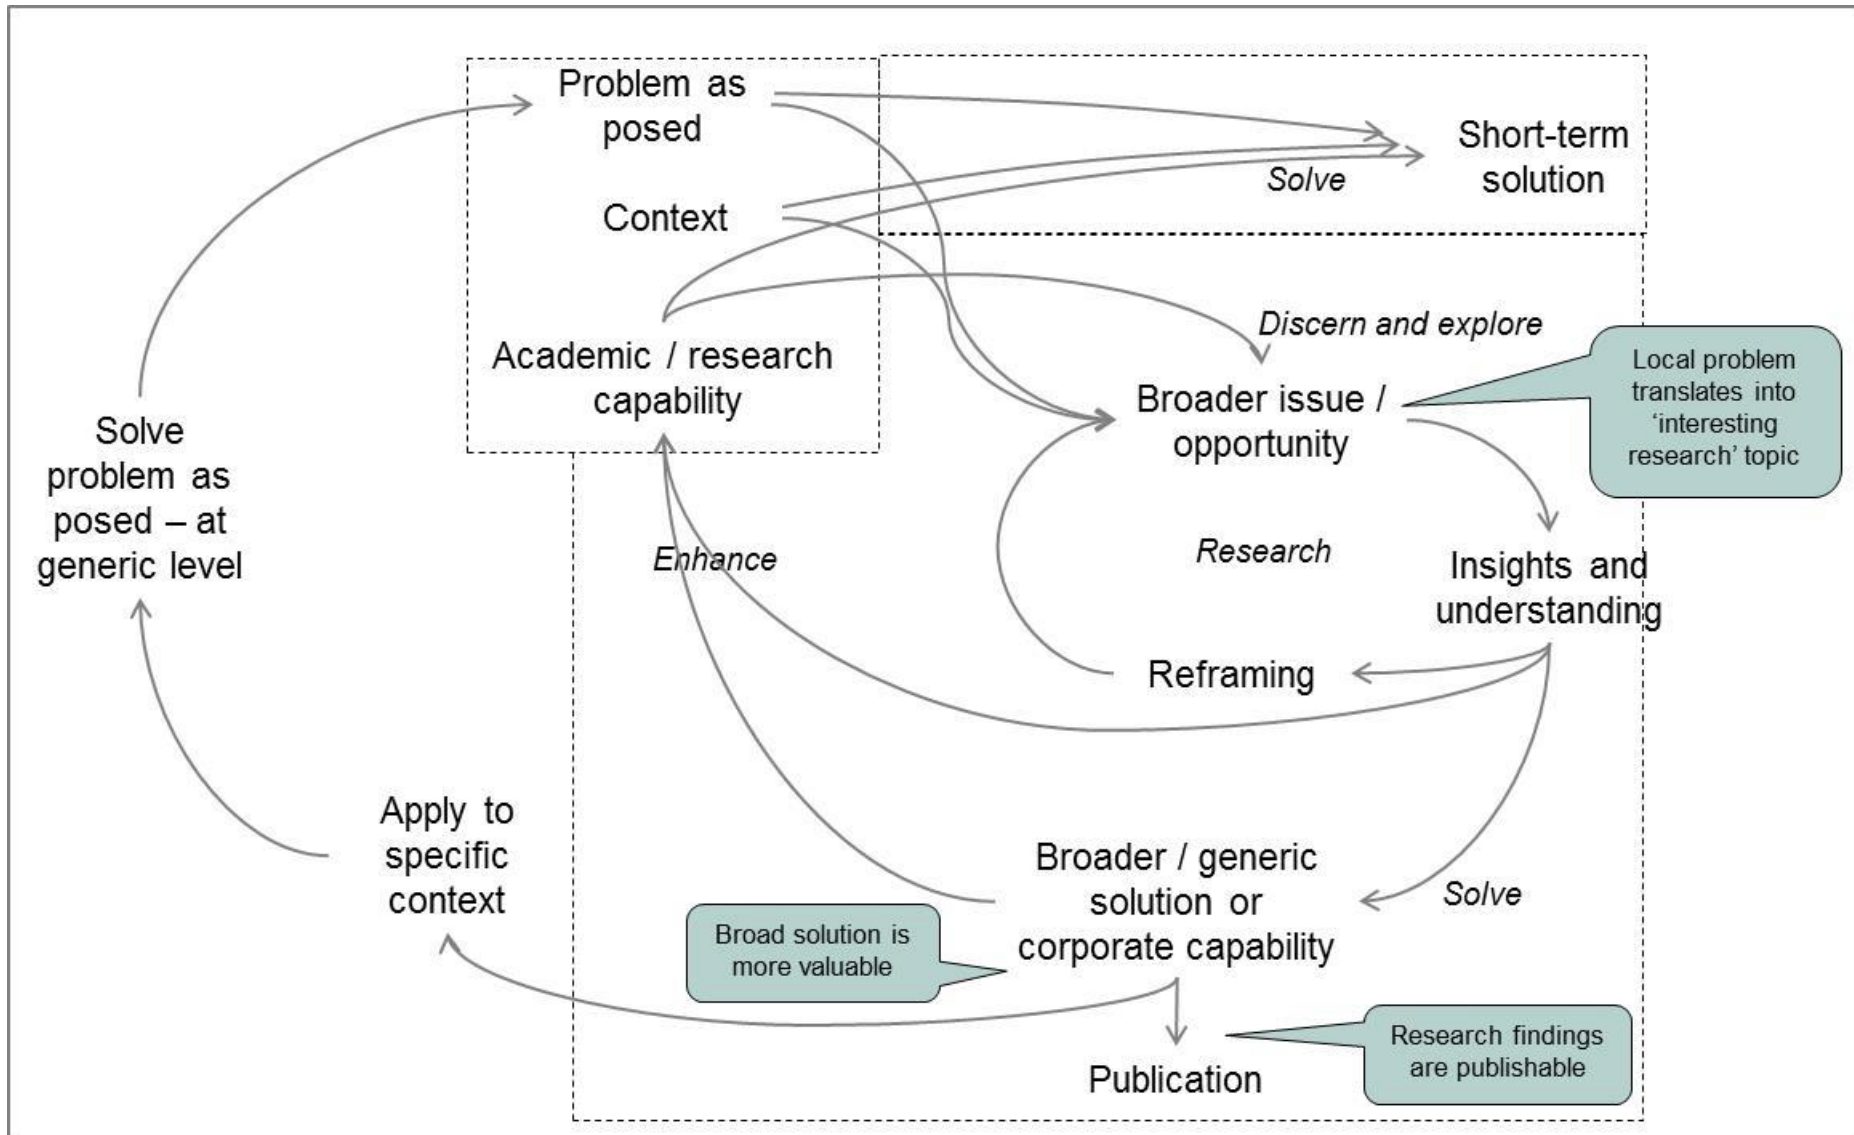 Problem as
posed
Short-term
solution
Solve
Context
Discern and explore
Academic / research
capability
Broader issue /
opportunity
Local problem
translates into
‘interesting
research’ topic
Solve
problem as
posed – at
generic level
Enhance
Research
Insights and
understanding
Reframing
Apply to
specific
context
Broader / generic
solution or
corporate capability
Solve
Broad solution is
more valuable
Research findings
are publishable
Publication